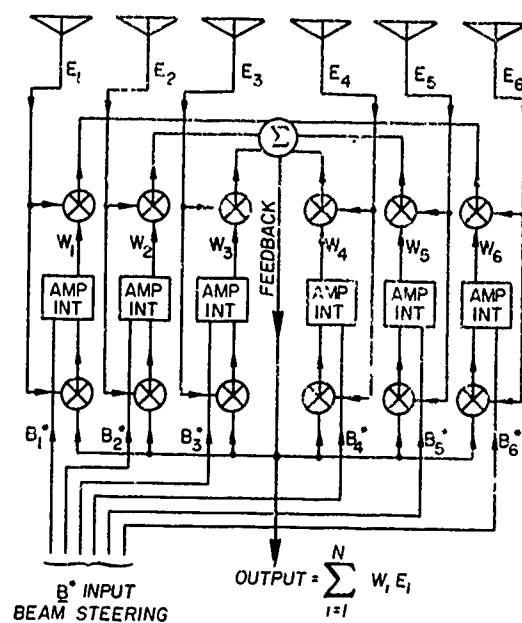 E₁ E₂ E₃ E₄ E₅ E₆
Σ
W₁ W₂ W₃ W₄ W₅ W₆
FEEDBACK
AMP INT
AMP INT
AMP INT
AMP INT
AMP INT
AMP INT
B₁* B₂* B₃* B₄* B₅* B₆*
B* INPUT
BEAM STEERING
OUTPUT = ∑ᵢ₌₁ᴺ Wᵢ Eᵢ